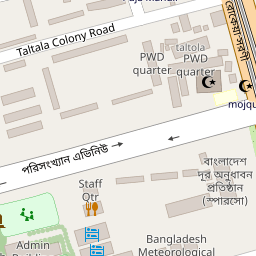 Taltala Colony Road
রোকেয়া সরণী
PWD
quarter
taltola
PWD
quarter
পরিসংখ্যান এভিনিউ
বাংলাদেশ
দূর অনুধাবন
প্রতিষ্ঠান
(স্পারসো)
Staff
Qtr
Admin
Bangladesh
Meteorological